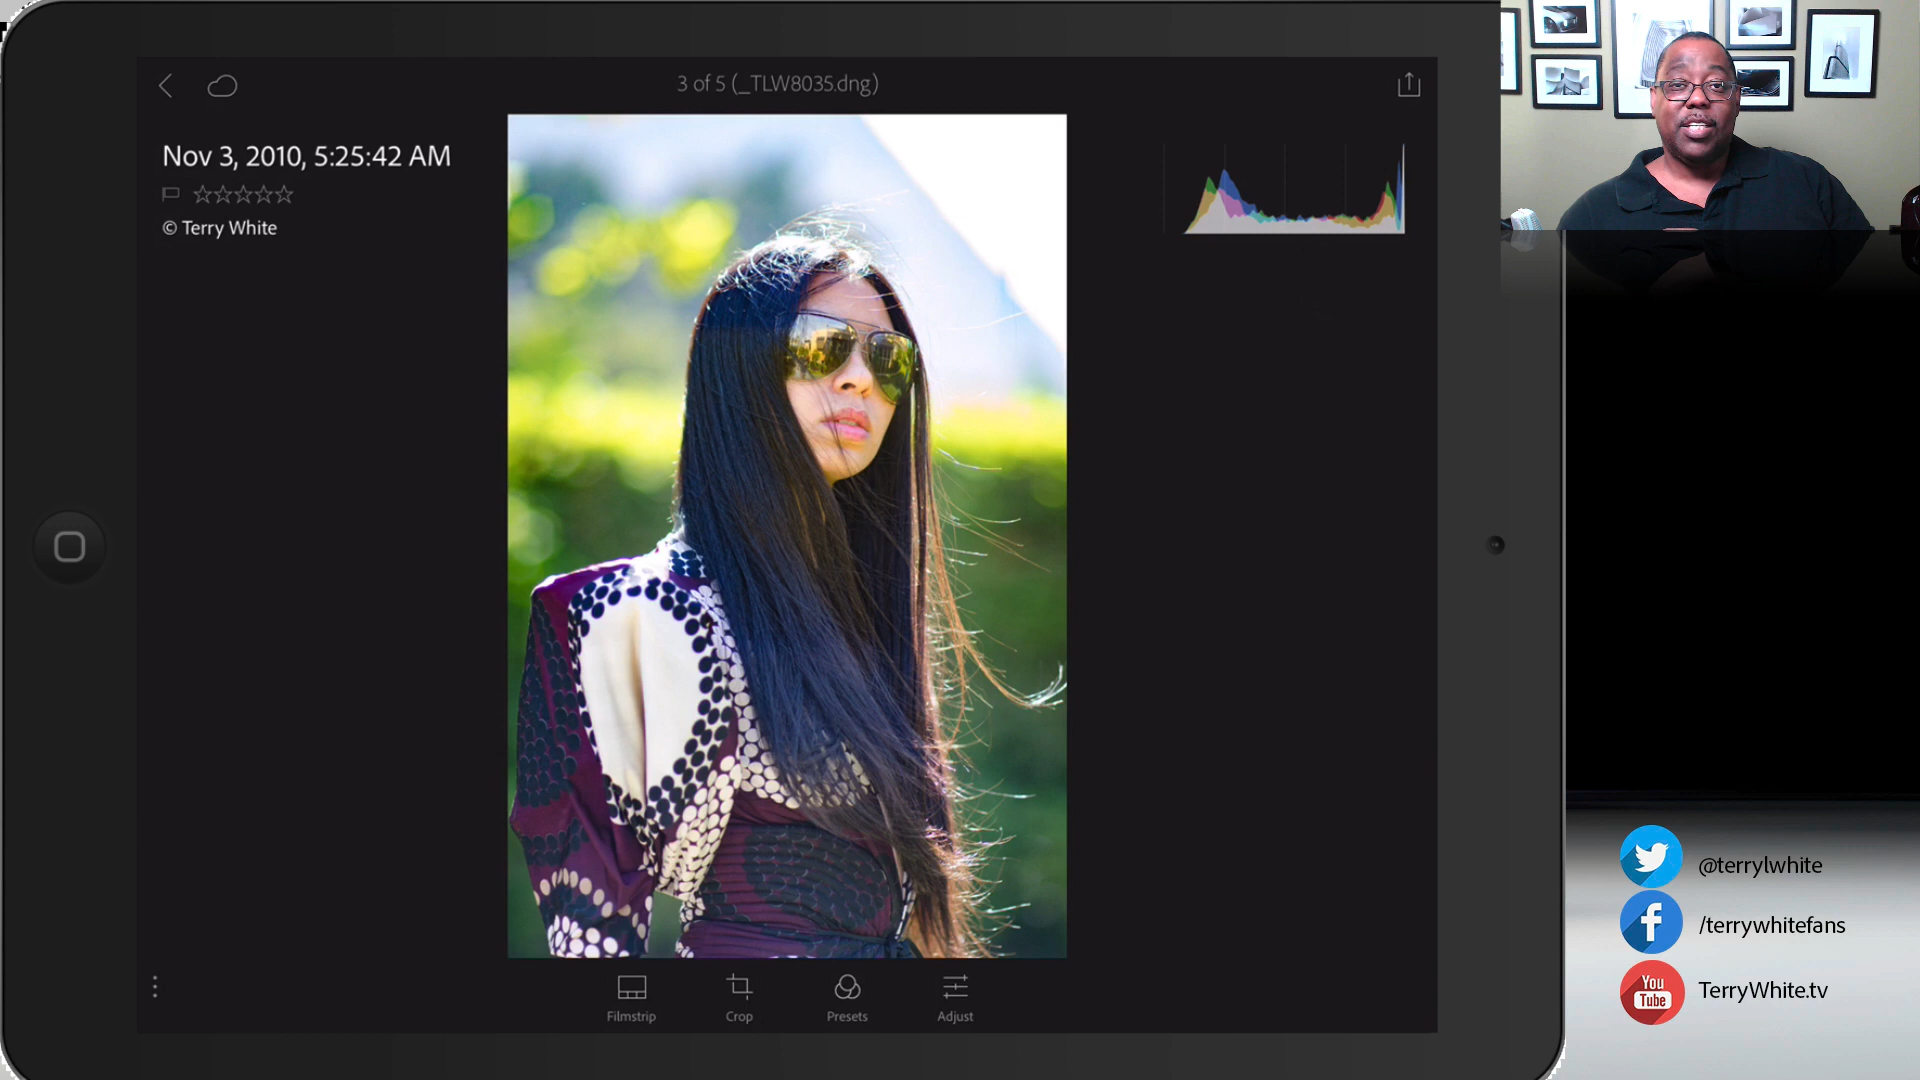 3 of 5 (_TLW8035.dng)
Nov 3, 2010, 5:25:42 AM
© Terry White
Filmstrip
Crop
Presets
Adjust
@terrylwhite
/terrywhitefans
You
Tube
TerryWhite.tv